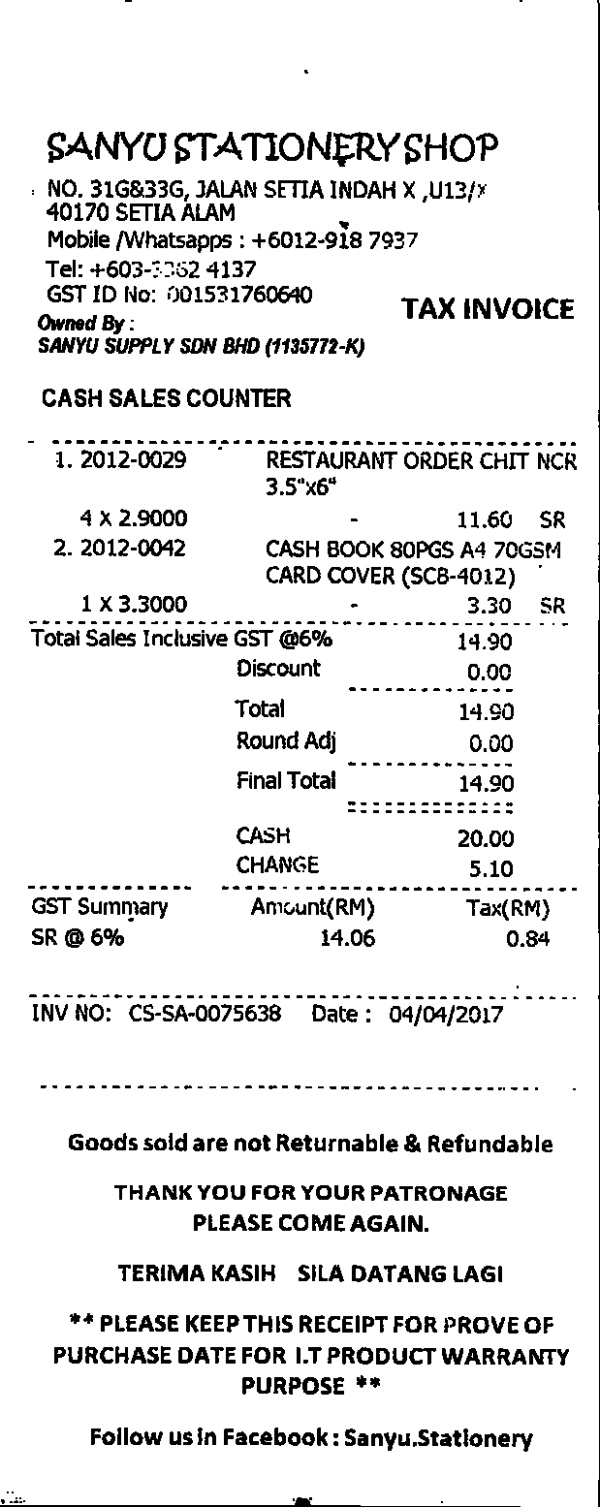 SANYU STATIONERY SHOP
NO. 31G&33G, JALAN SETIA INDAH X ,U13/X
40170 SETIA ALAM
Mobile /Whatsapps : +6012-918 7937
Tel: +603-3362 4137
GST ID No: 001531760640
TAX INVOICE
Owned By :
SANYU SUPPLY SDN BHD (1135772-K)
CASH SALES COUNTER
1. 2012-0029 RESTAURANT ORDER CHIT NCR
3.5"x6"
4 X 2.9000 - 11.60 SR
2. 2012-0042 CASH BOOK 80PGS A4 70GSM
CARD COVER (SCB-4012)
1 X 3.3000 - 3.30 SR
Total Sales Inclusive GST @6% 14.90
Discount 0.00
Total 14.90
Round Adj 0.00
Final Total 14.90
CASH 20.00
CHANGE 5.10
GST Summary Amount(RM) Tax(RM)
SR @ 6% 14.06 0.84
INV NO: CS-SA-0075638 Date : 04/04/2017
Goods sold are not Returnable & Refundable
THANK YOU FOR YOUR PATRONAGE
PLEASE COME AGAIN.
TERIMA KASIH SILA DATANG LAGI
** PLEASE KEEP THIS RECEIPT FOR PROVE OF
PURCHASE DATE FOR I.T PRODUCT WARRANTY
PURPOSE **
Follow us in Facebook : Sanyu.Stationery